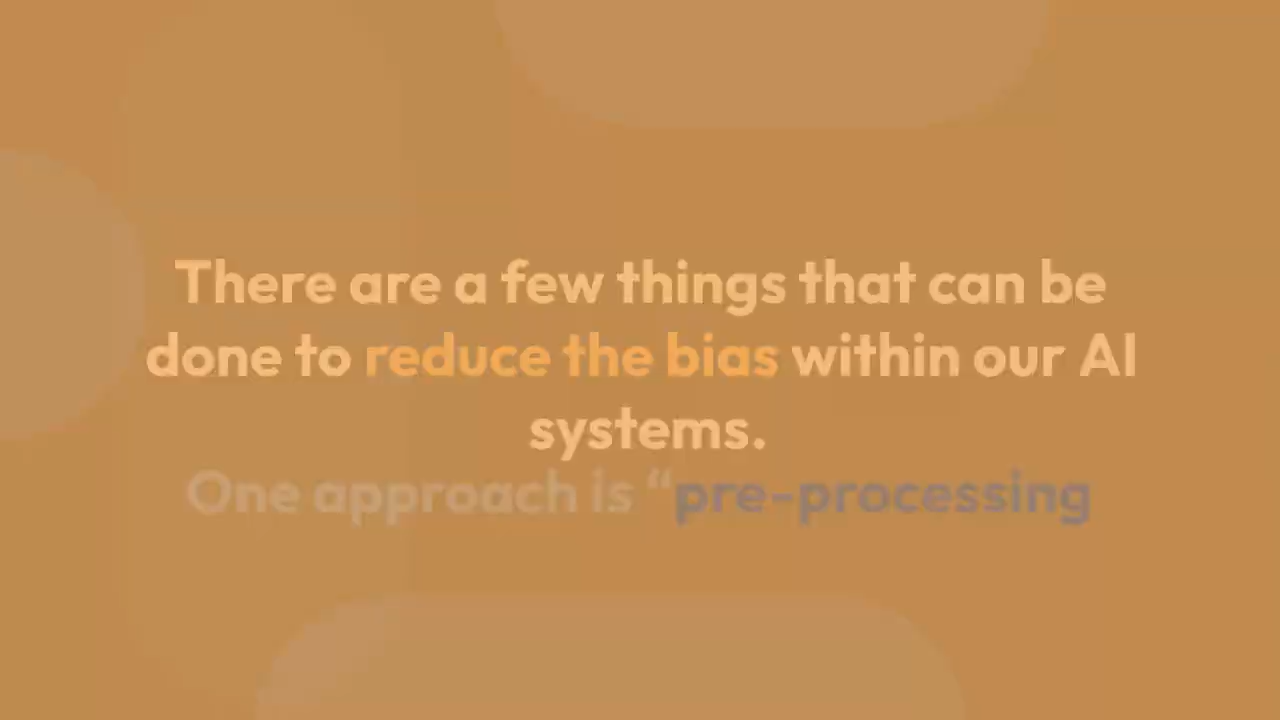 There are a few things that can be
done to reduce the bias within our AI
systems.
One approach is “pre-processing